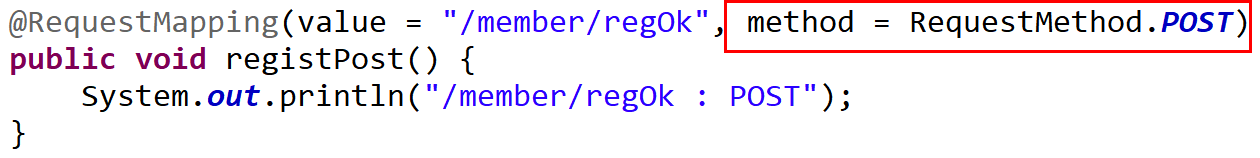 @RequestMapping(value = "/member/regOk", method = RequestMethod.POST)
public void registPost() {
    System.out.println("/member/regOk : POST");
}